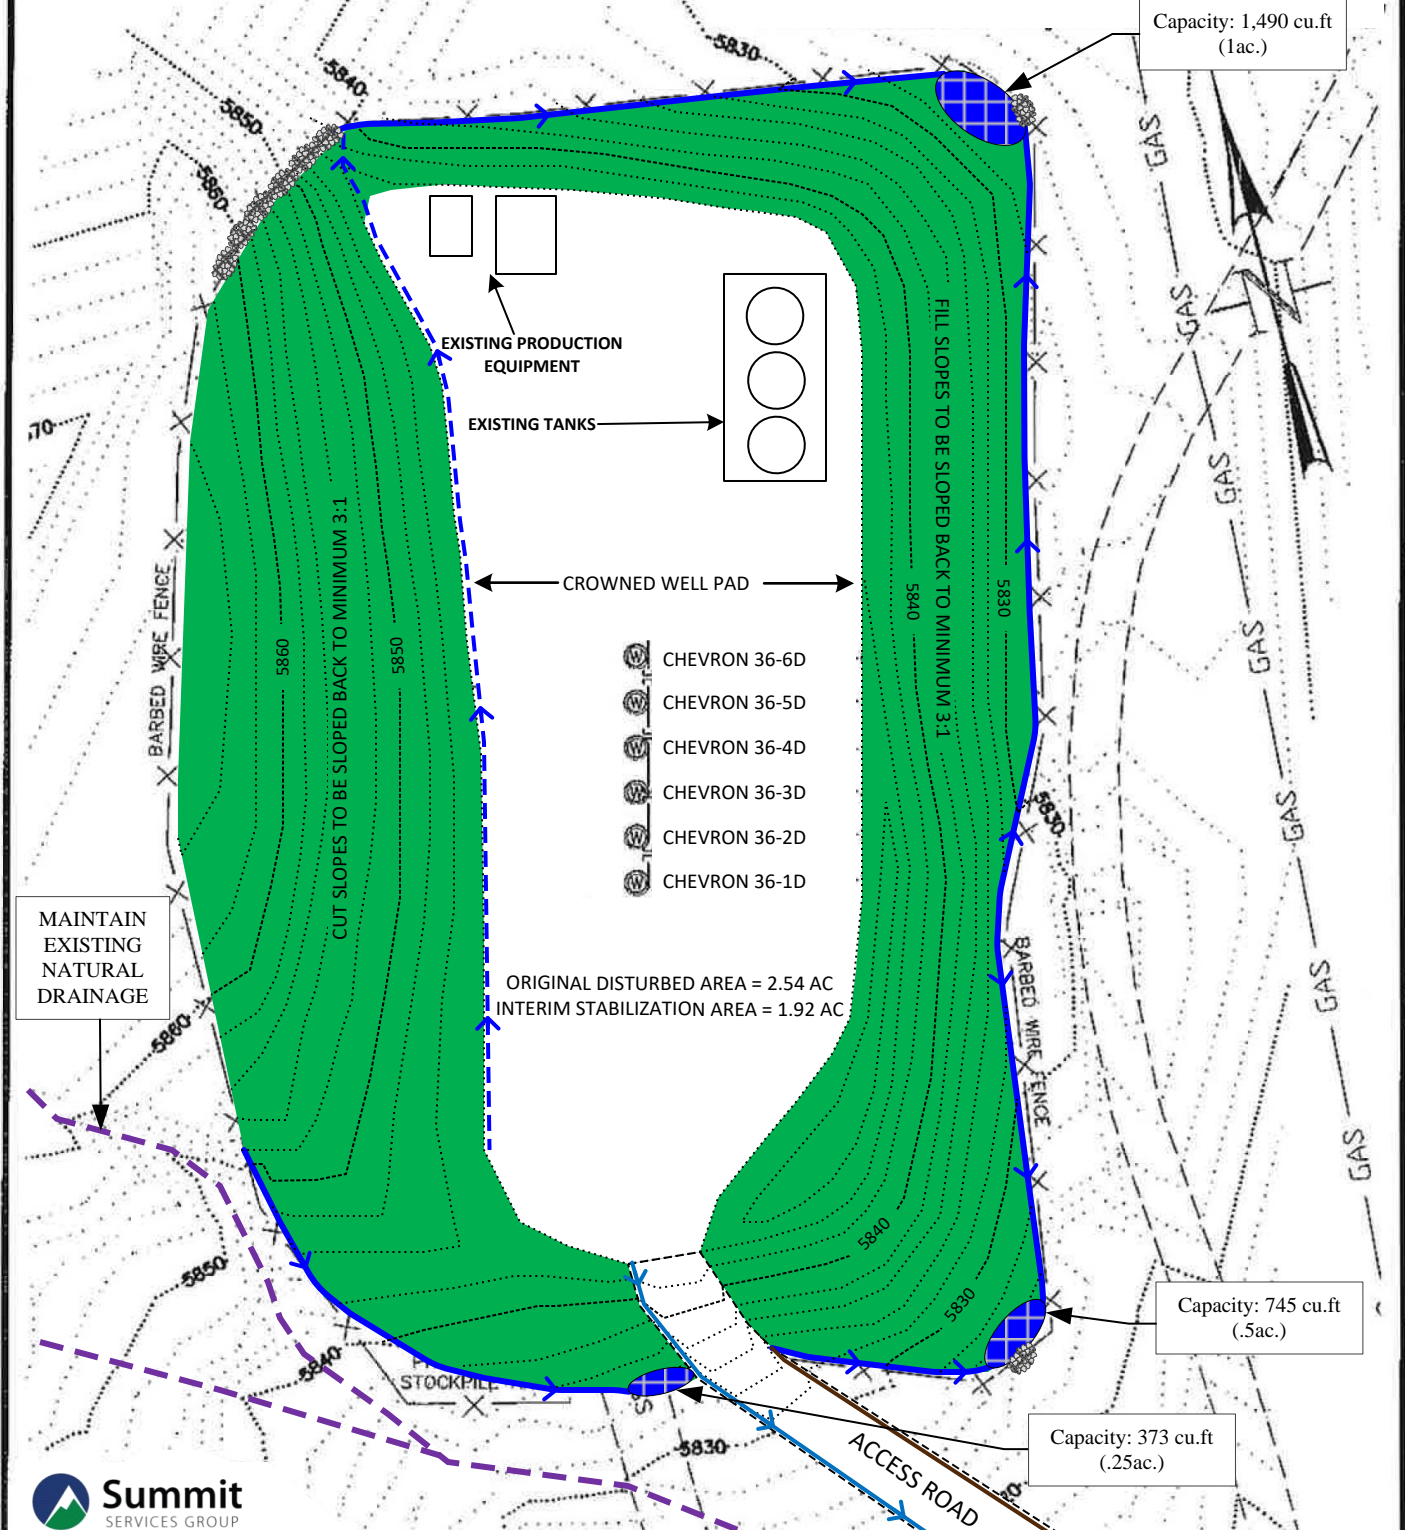 Capacity: 1,490 cu.ft
(1ac.)
5830
5840
5850
5860
GAS
GAS
GAS
GAS
GAS
GAS
GAS
N
EXISTING PRODUCTION
EQUIPMENT
EXISTING TANKS
FILL SLOPES TO BE SLOPED BACK TO MINIMUM 3:1
CUT SLOPES TO BE SLOPED BACK TO MINIMUM 3:1
BARBED WIRE FENCE
CROWNED WELL PAD
5840
5830
5860
5850
W CHEVRON 36-6D
W CHEVRON 36-5D
W CHEVRON 36-4D
W CHEVRON 36-3D
W CHEVRON 36-2D
W CHEVRON 36-1D
5830
MAINTAIN
EXISTING
NATURAL
DRAINAGE
BARBED WIRE FENCE
ORIGINAL DISTURBED AREA = 2.54 AC
INTERIM STABILIZATION AREA = 1.92 AC
5860
5850
5840
5840
5830
Capacity: 745 cu.ft
(.5ac.)
STOCKPILE
Capacity: 373 cu.ft
(.25ac.)
5830
ACCESS ROAD
Summit
SERVICES GROUP